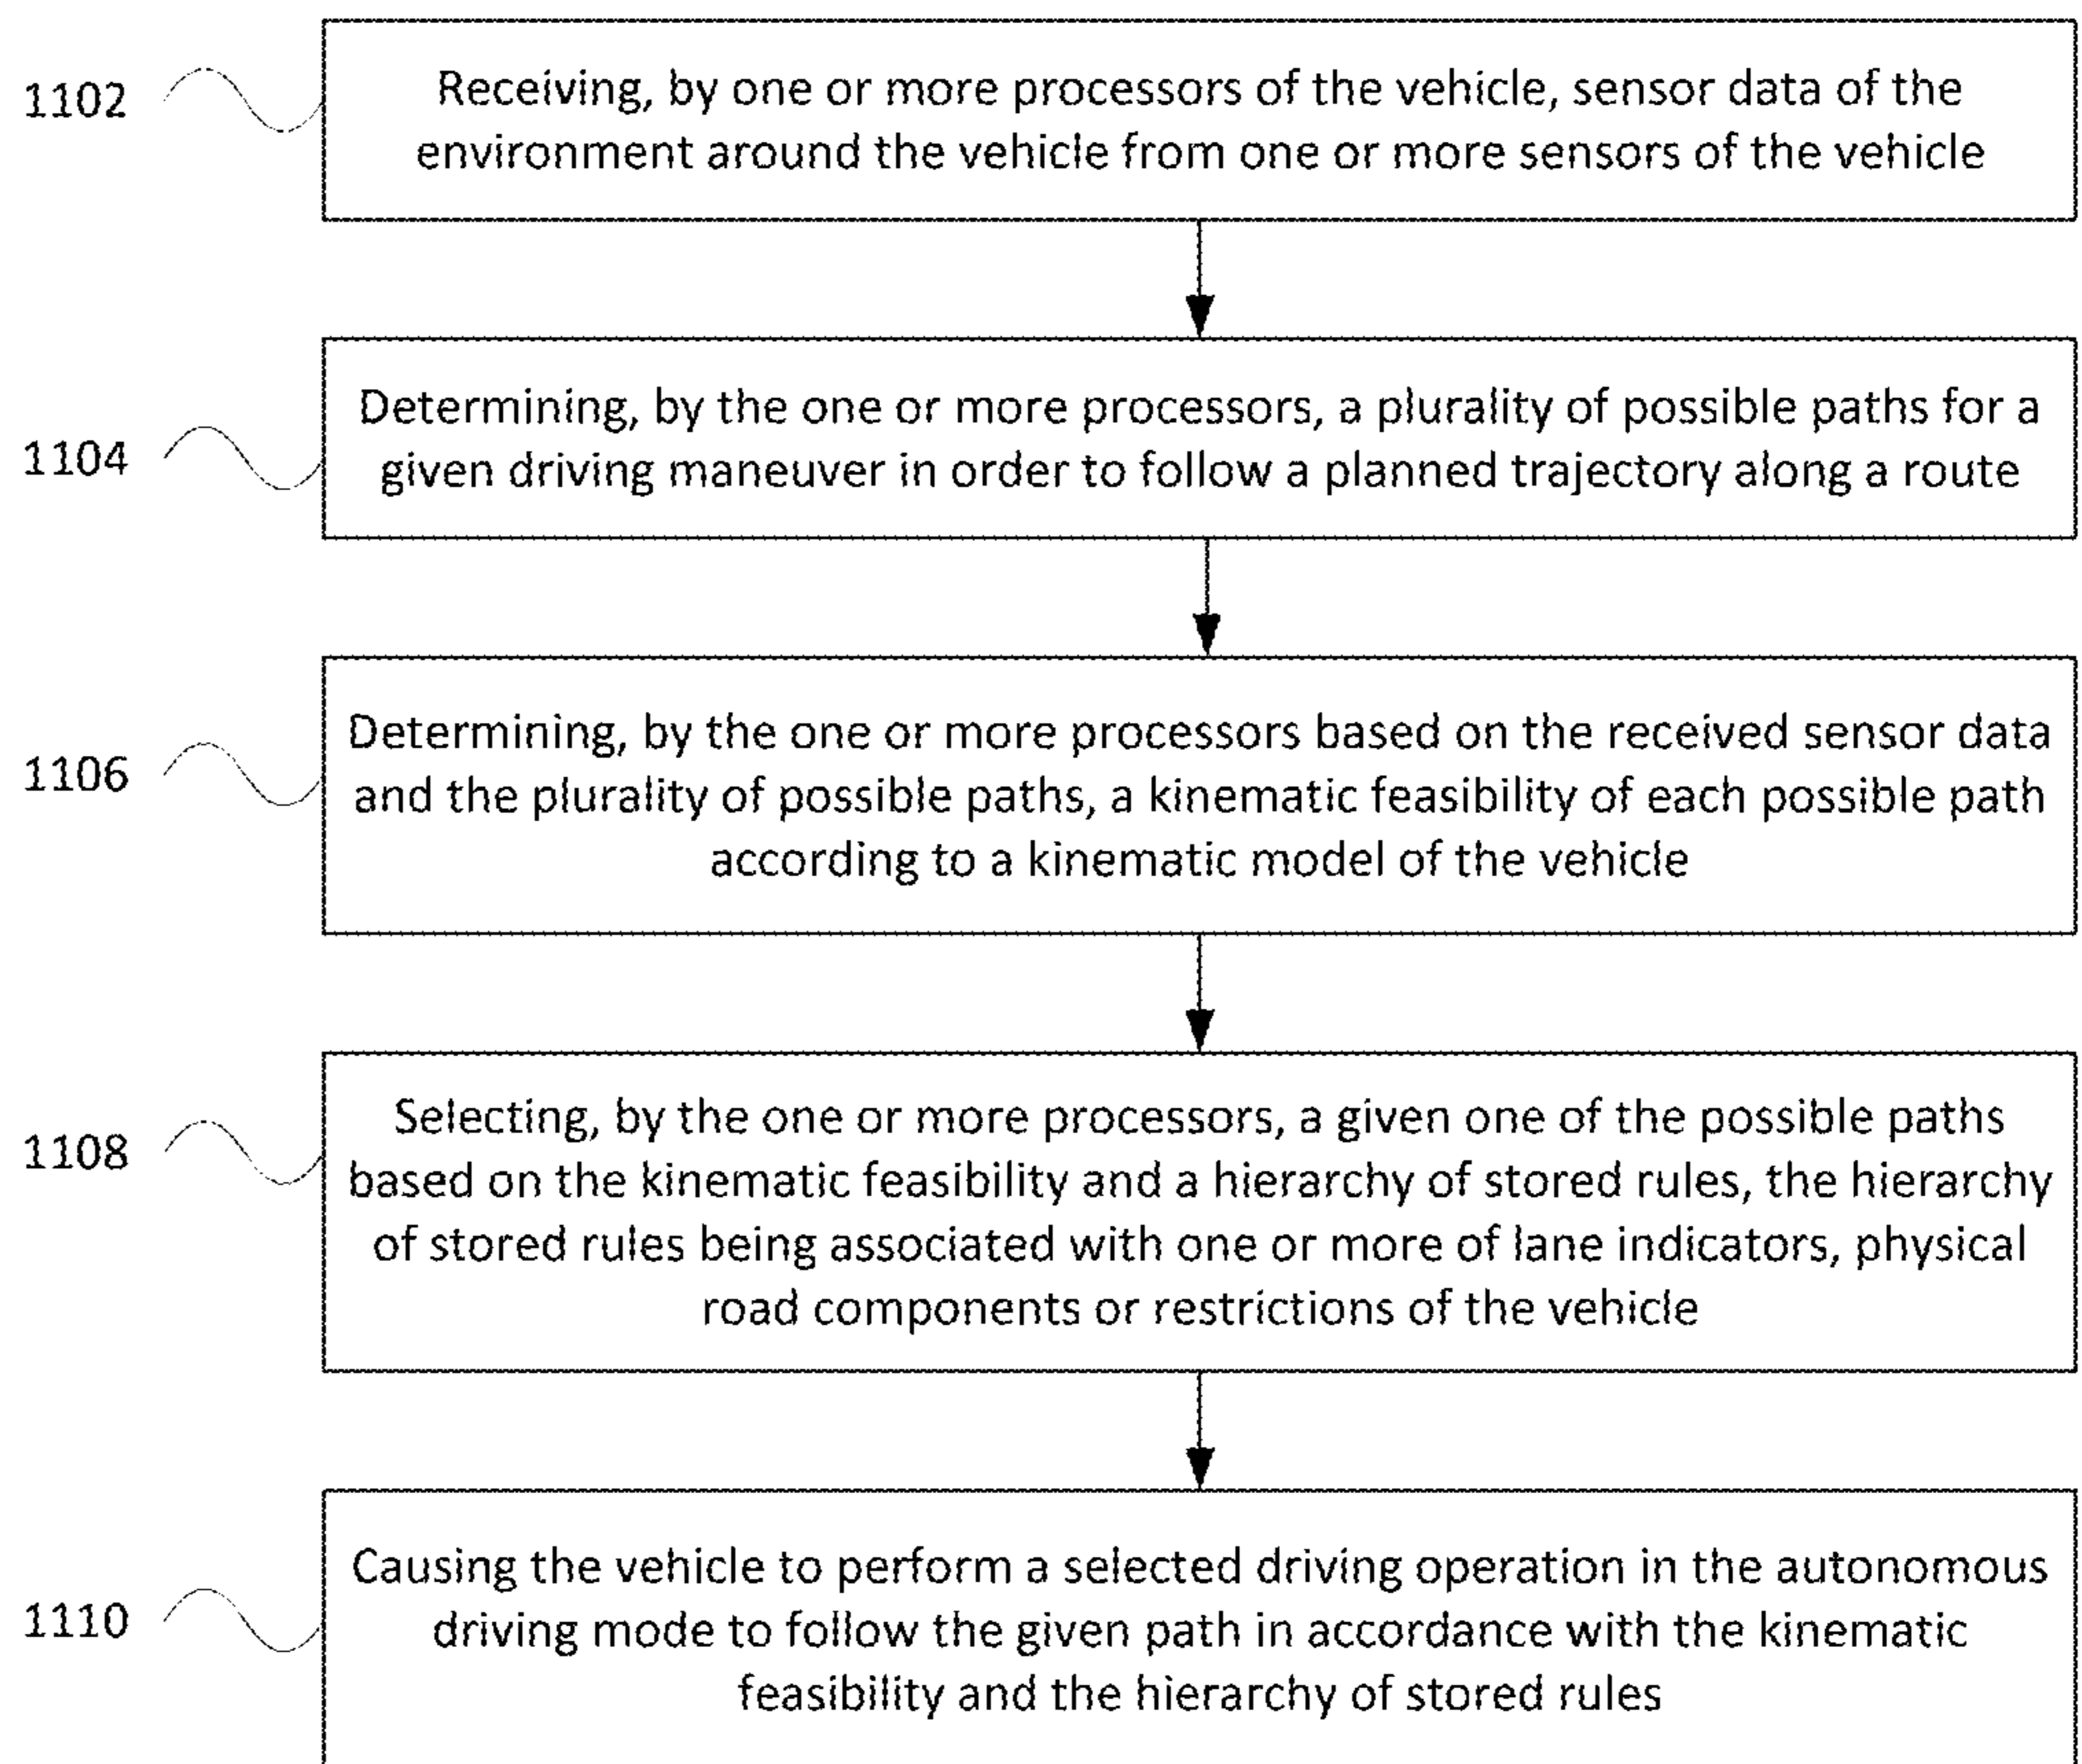 1102
Receiving, by one or more processors of the vehicle, sensor data of the
environment around the vehicle from one or more sensors of the vehicle
1104
Determining, by the one or more processors, a plurality of possible paths for a
given driving maneuver in order to follow a planned trajectory along a route
1106
Determining, by the one or more processors based on the received sensor data
and the plurality of possible paths, a kinematic feasibility of each possible path
according to a kinematic model of the vehicle
1108
Selecting, by the one or more processors, a given one of the possible paths
based on the kinematic feasibility and a hierarchy of stored rules, the hierarchy
of stored rules being associated with one or more of lane indicators, physical
road components or restrictions of the vehicle
1110
Causing the vehicle to perform a selected driving operation in the autonomous
driving mode to follow the given path in accordance with the kinematic
feasibility and the hierarchy of stored rules